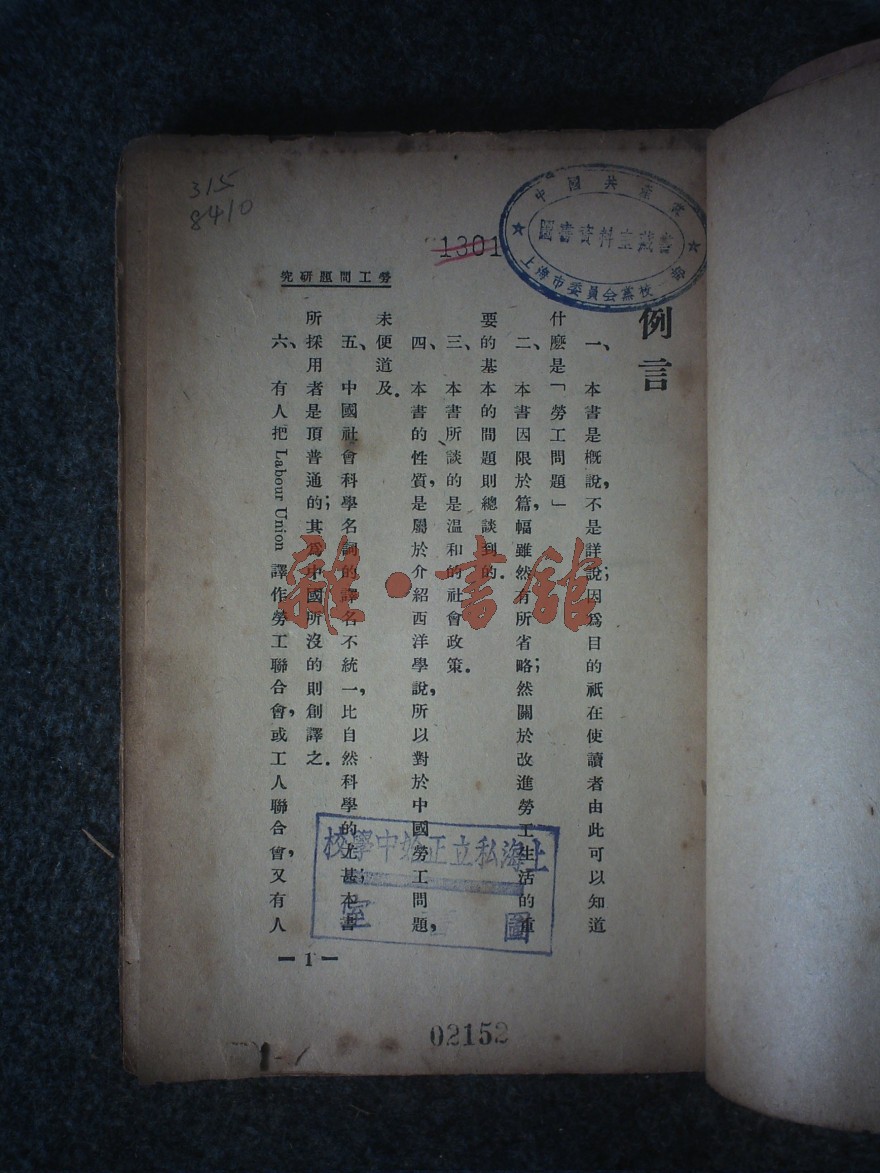 315
8410
1301
中國共產黨
圖書資料室藏書
上海市委員會黨校
究研題問工勞
例言
一、本書是概說，不是詳說；因爲目的祇在使讀者由此可以知道
什麽是「勞工問題」
二、本書因限於篇幅，雖然有所省略；然關於改進勞工生活的重
要的基本的問題則總談到的．
三、本書所談的是温和的社會政策．
四、本書的性質，是屬於介紹西洋學說，所以對於中國勞工問題，
未便道及．
五、中國社會科學名詞的譯名不統一，比自然科學的尤甚；本書
所採用者是頂普通的；其爲中國所沒的則創譯之．
六、有人把 Labour Union 譯作勞工聯合會，或工人聯合會，又有人
雜·書館
校學中始正立私海上
室 圖
1
02152